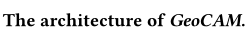 The architecture of GeoCAM.